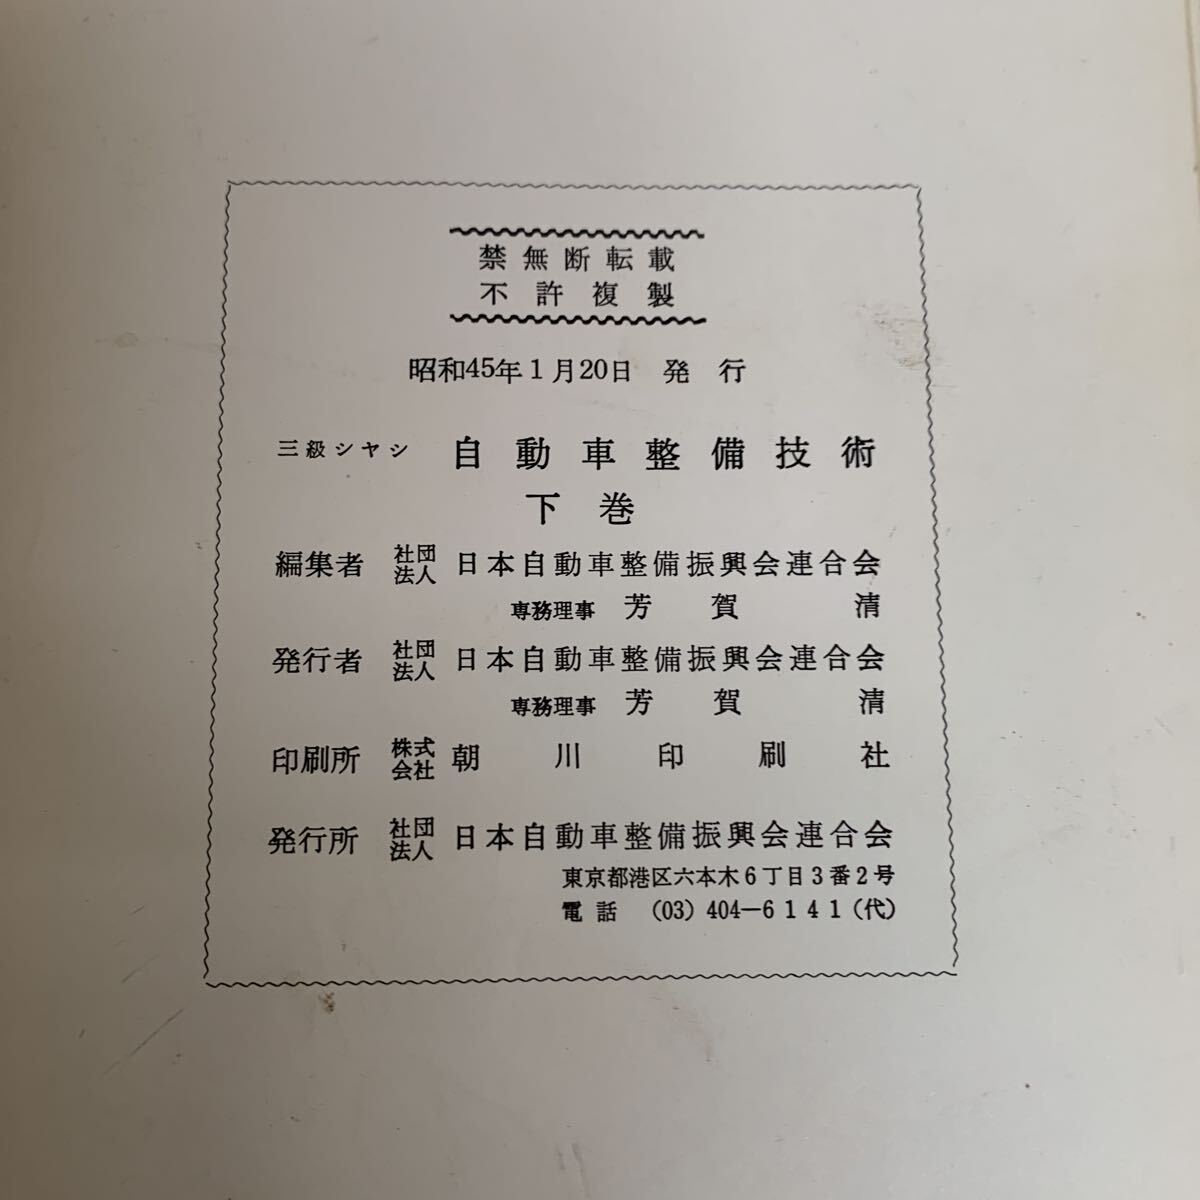 禁無断転載
不許複製
昭和45年1月20日 発行
三級シヤシ 自動車整備技術
下巻
編集者 社団法人 日本自動車整備振興会連合会
専務理事 芳賀 清
発行者 社団法人 日本自動車整備振興会連合会
専務理事 芳賀 清
印刷所 株式会社 朝川印刷社
発行所 社団法人 日本自動車整備振興会連合会
東京都港区六本木6丁目3番2号
電話 (03) 404—6141(代)